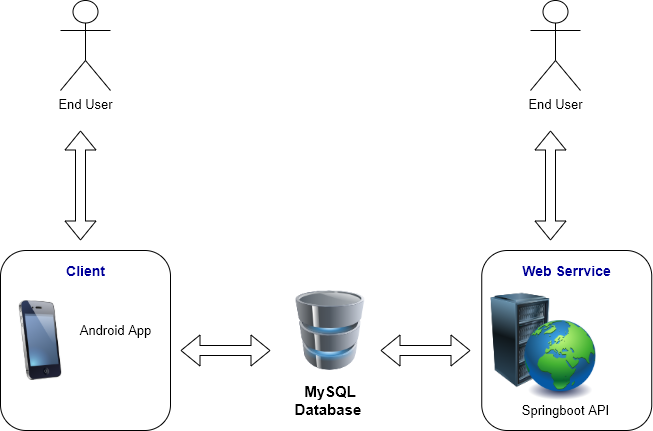 End User
End User
Client
Web Serrvice
Android App
MySQL
Database
Springboot API